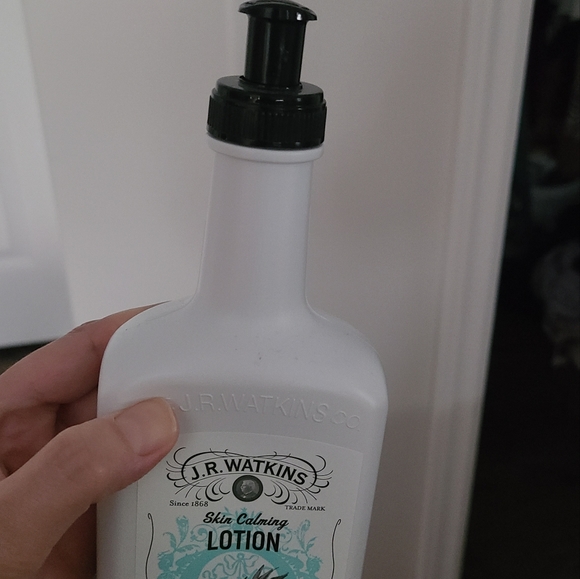 J.R.WATKINS CO.
J.R. WATKINS
Since 1868 TRADE MARK
Skin Calming
LOTION